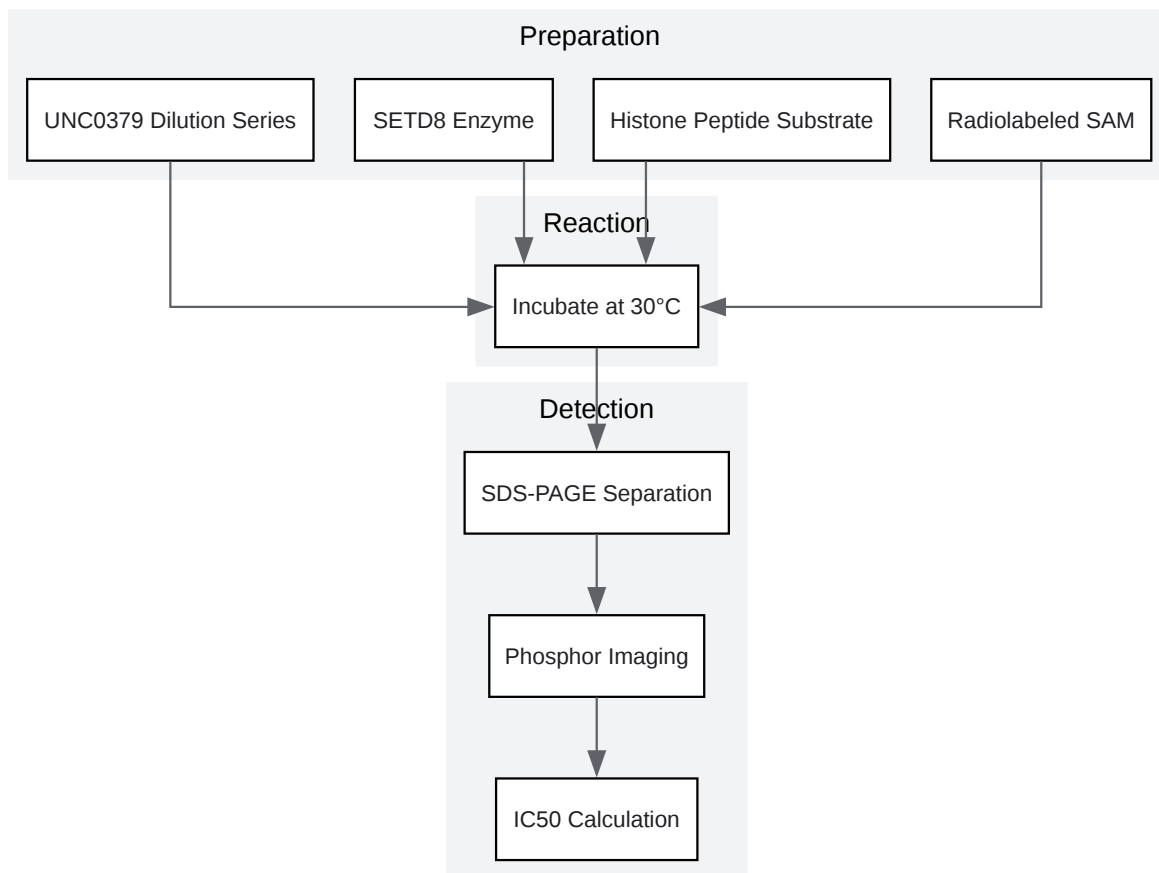 Preparation
UNC0379 Dilution Series
SETD8 Enzyme
Histone Peptide Substrate
Radiolabeled SAM
Reaction
Incubate at 30°C
Detection
SDS-PAGE Separation
Phosphor Imaging
IC50 Calculation